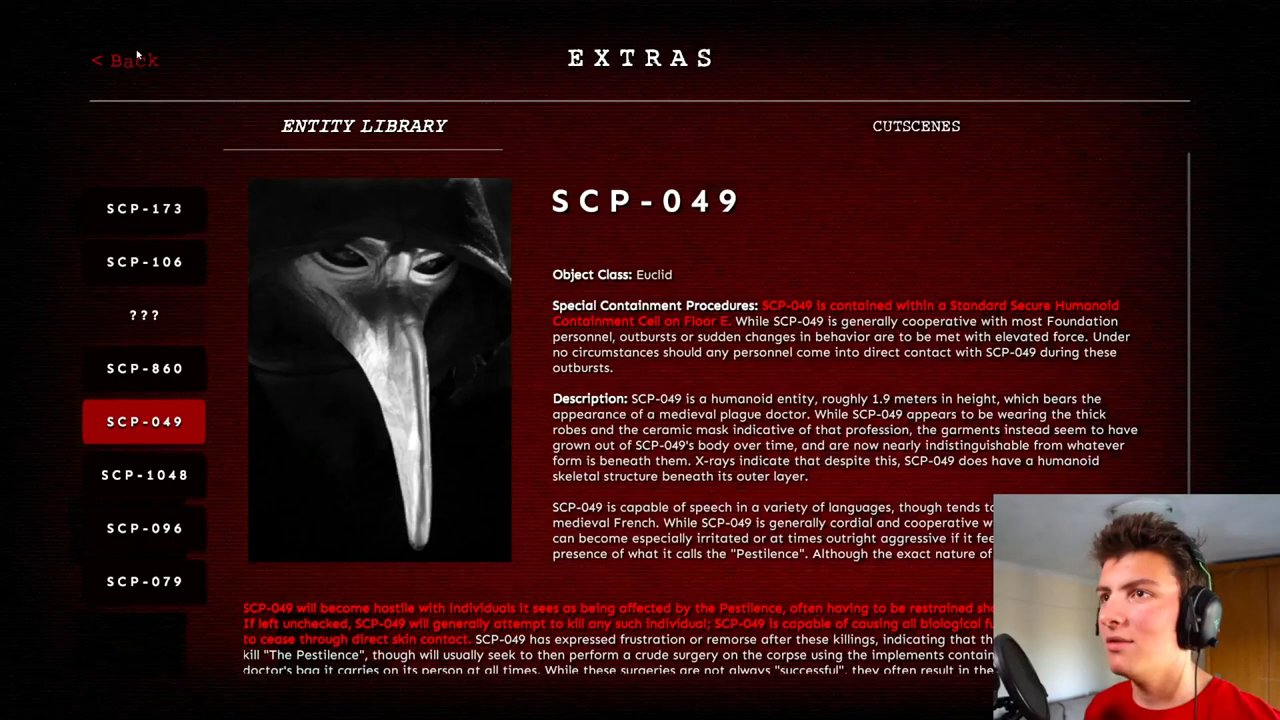 < Back
EXTRAS
ENTITY LIBRARY
CUTSCENES
SCP-173
SCP-106
???
SCP-860
SCP-049
SCP-1048
SCP-096
SCP-079
SCP-049
Object Class: Euclid
Special Containment Procedures: SCP-049 is contained within a Standard Secure Humanoid
Containment Cell on Floor E. While SCP-049 is generally cooperative with most Foundation
personnel, outbursts or sudden changes in behavior are to be met with elevated force. Under
no circumstances should any personnel come into direct contact with SCP-049 during these
outbursts.
Description: SCP-049 is a humanoid entity, roughly 1.9 meters in height, which bears the
appearance of a medieval plague doctor. While SCP-049 appears to be wearing the thick
robes and the ceramic mask indicative of that profession, the garments instead seem to have
grown out of SCP-049's body over time, and are now nearly indistinguishable from whatever
form is beneath them. X-rays indicate that despite this, SCP-049 does have a humanoid
skeletal structure beneath its outer layer.
SCP-049 is capable of speech in a variety of languages, though tends to
medieval French. While SCP-049 is generally cordial and cooperative
can become especially irritated or at times outright aggressive if it
presence of what it calls the "Pestilence". Although the exact nature of
SCP-049 will become hostile with individuals it sees as being affected by the Pestilence, often having to be restrained
If left unchecked, SCP-049 will generally attempt to kill any such individual; SCP-049 is capable of causing all biological
to cease through direct skin contact. SCP-049 has expressed frustration or remorse after these killings, indicating that
kill "The Pestilence", though will usually seek to then perform a crude surgery on the corpse using the implements
doctor's bag it carries on its person at all times. While these surgeries are not always "successful", they often result in the